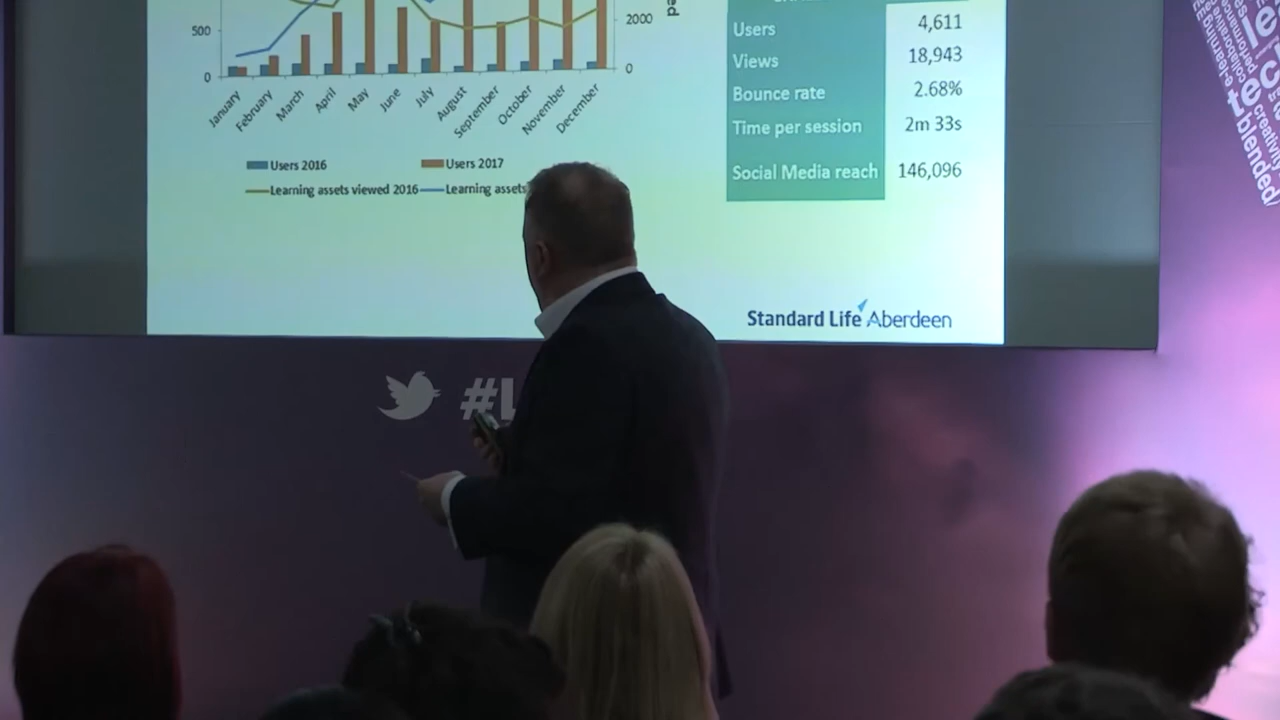 500
2000
0
0
January
February
March
April
May
June
July
August
September
October
November
December
Users 2016
Users 2017
Learning assets viewed 2016
Learning assets
Users 4,611
Views 18,943
Bounce rate 2.68%
Time per session 2m 33s
Social Media reach 146,096
Standard Life Aberdeen
#L
e-learning
creativity
blended